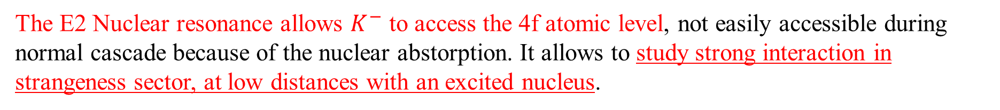 The E2 Nuclear resonance allows K⁻ to access the 4f atomic level, not easily accessible during
normal cascade because of the nuclear abstorption. It allows to study strong interaction in
strangeness sector, at low distances with an excited nucleus.